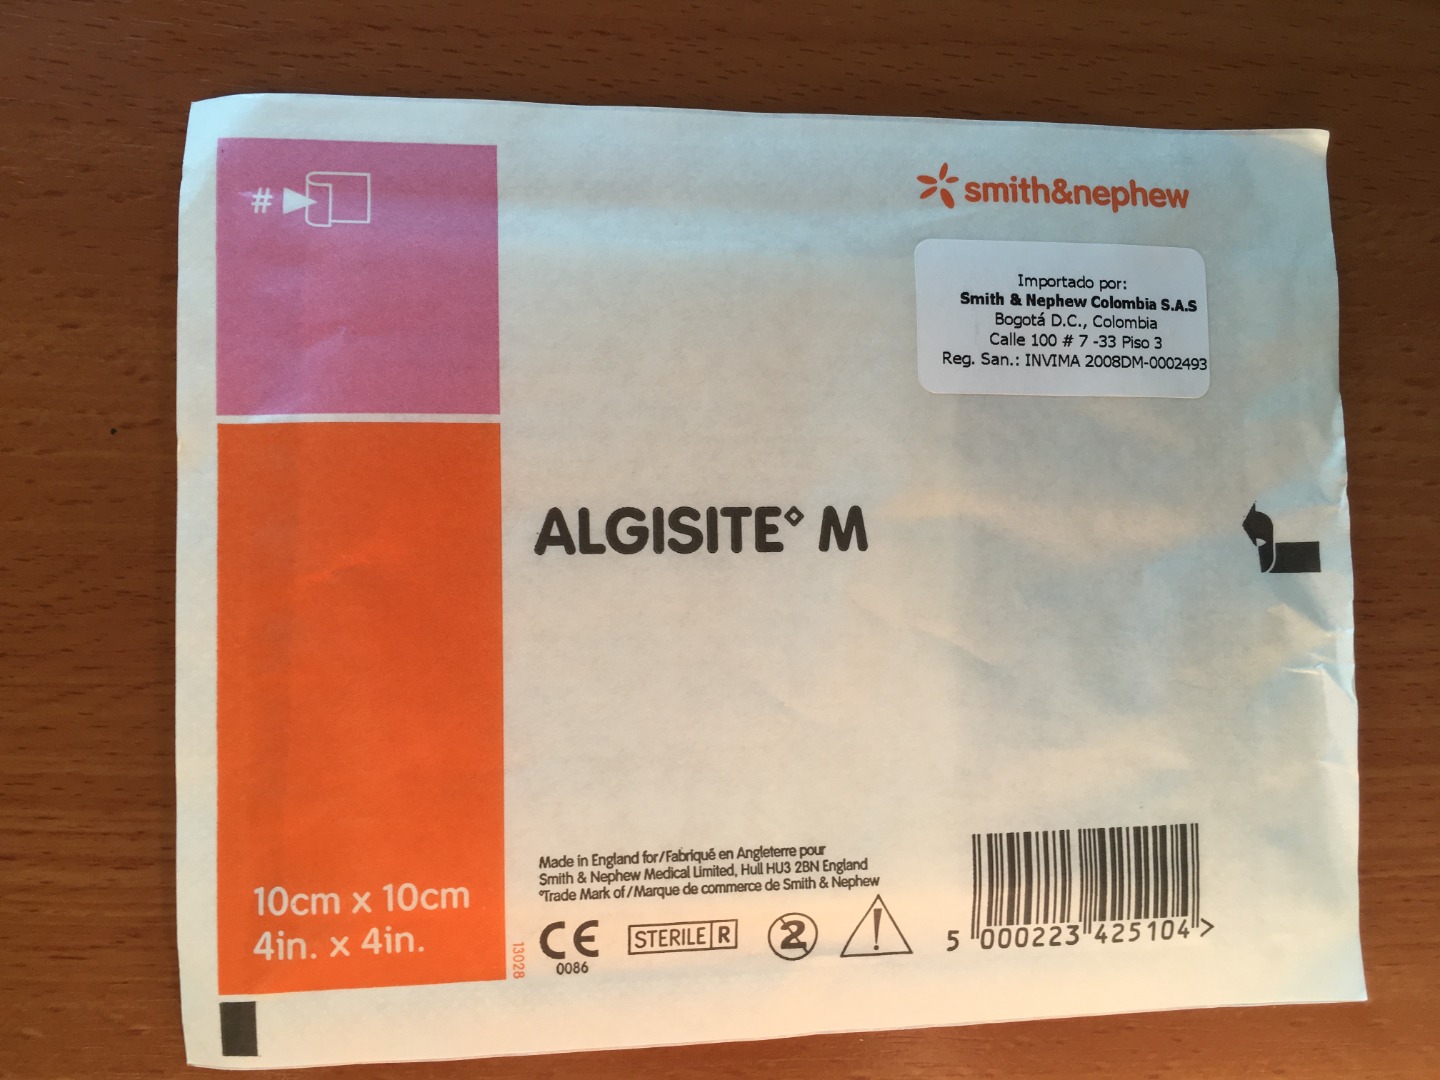 #
smith&nephew
Importado por:
Smith & Nephew Colombia S.A.S
Bogotá D.C., Colombia
Calle 100 # 7 -33 Piso 3
Reg. San.: INVIMA 2008DM-0002493
ALGISITE◊ M
10cm x 10cm
4in. x 4in.
13028
Made in England for/Fabriqué en Angleterre pour
Smith & Nephew Medical Limited, Hull HU3 2BN England
◊Trade Mark of/Marque de commerce de Smith & Nephew
CE
0086
STERILE R
2
!
5 000223 425104 >